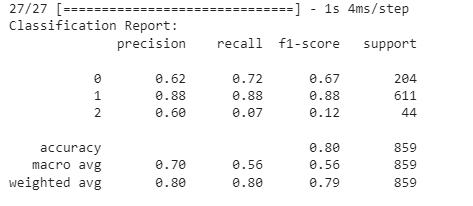 27/27 [==============================] - 1s 4ms/step
Classification Report:
precision recall f1-score support
0 0.62 0.72 0.67 204
1 0.88 0.88 0.88 611
2 0.60 0.07 0.12 44
accuracy 0.80 859
macro avg 0.70 0.56 0.56 859
weighted avg 0.80 0.80 0.79 859